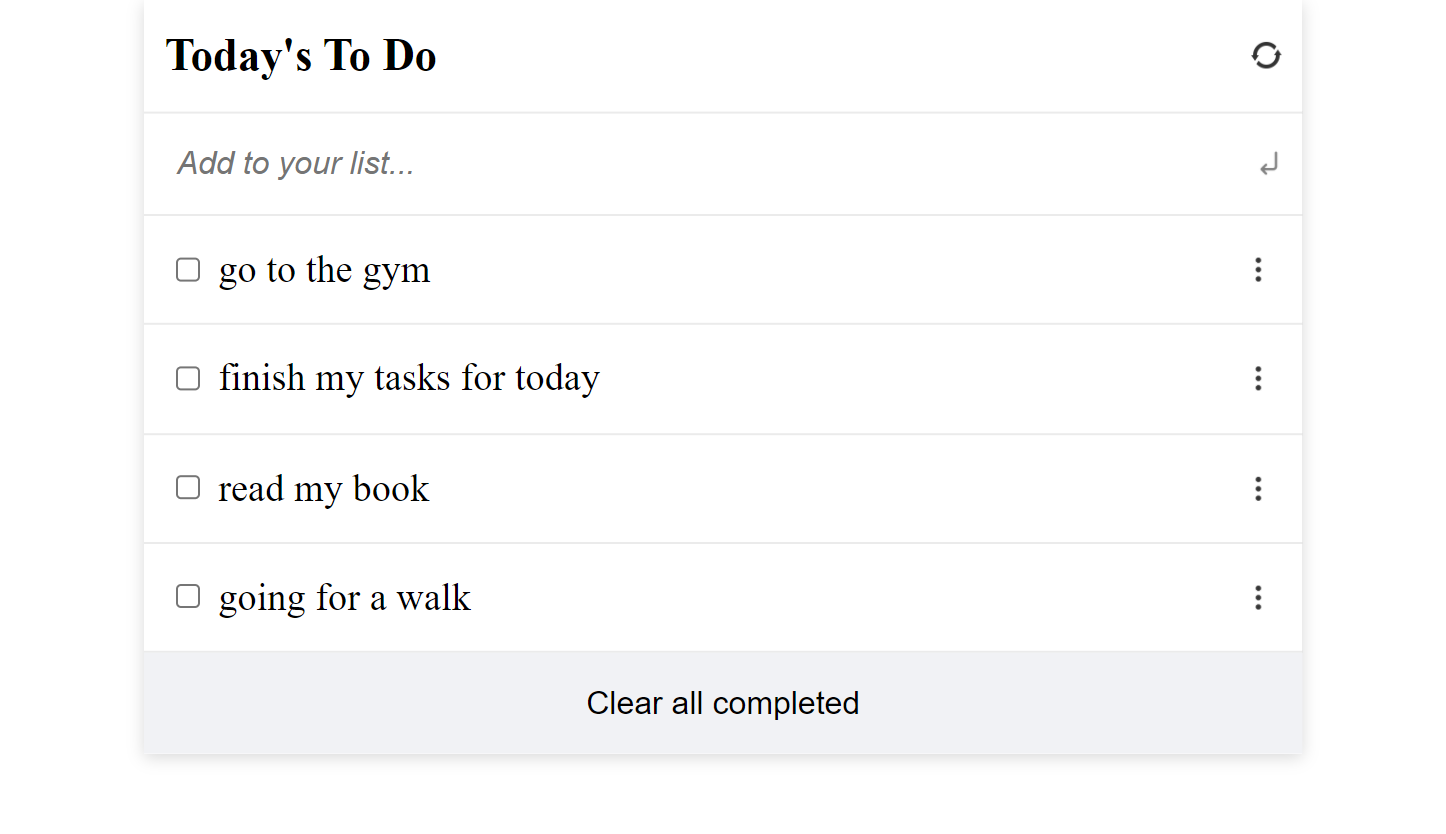 Today's To Do
Add to your list...
go to the gym
finish my tasks for today
read my book
going for a walk
Clear all completed